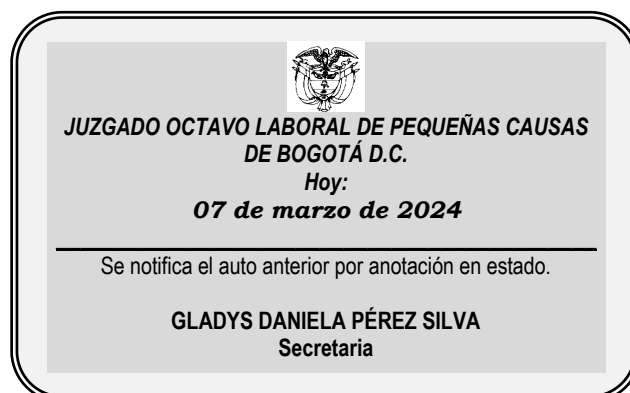 JUZGADO OCTAVO LABORAL DE PEQUEÑAS CAUSAS
DE BOGOTÁ D.C.
Hoy:
07 de marzo de 2024
Se notifica el auto anterior por anotación en estado.
GLADYS DANIELA PÉREZ SILVA
Secretaria